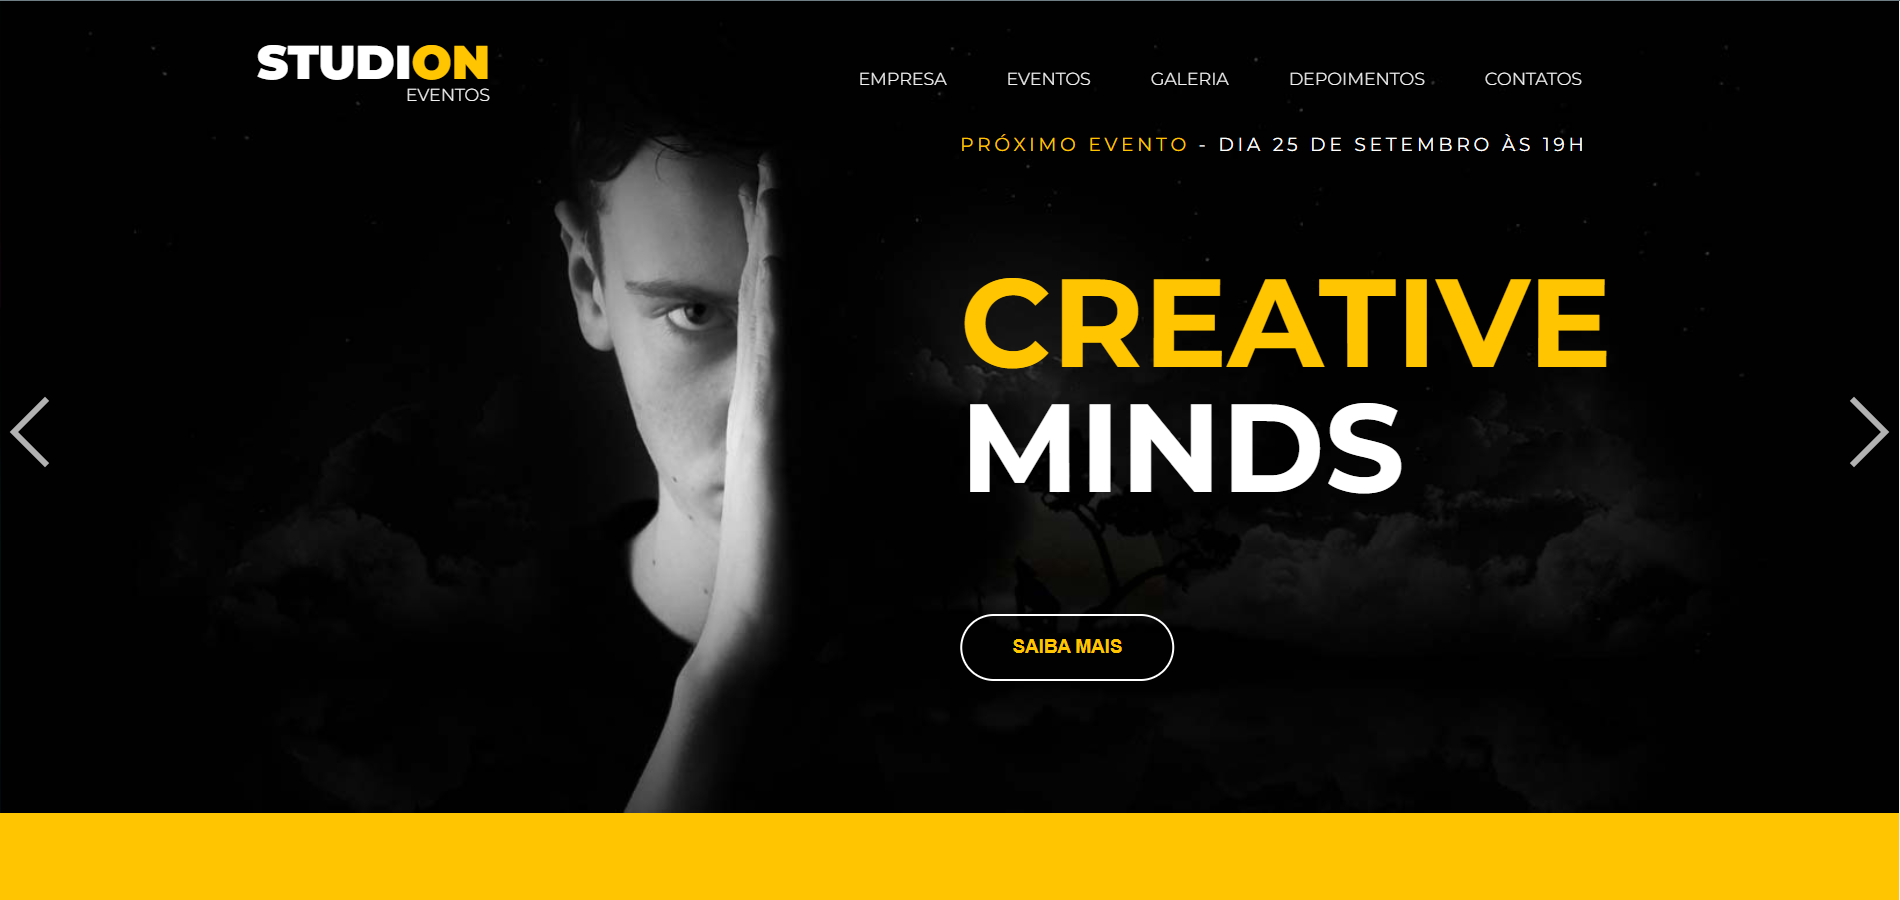 STUDION
EVENTOS
EMPRESA EVENTOS GALERIA DEPOIMENTOS CONTATOS
PRÓXIMO EVENTO - DIA 25 DE SETEMBRO ÀS 19H
CREATIVE
MINDS
SAIBA MAIS